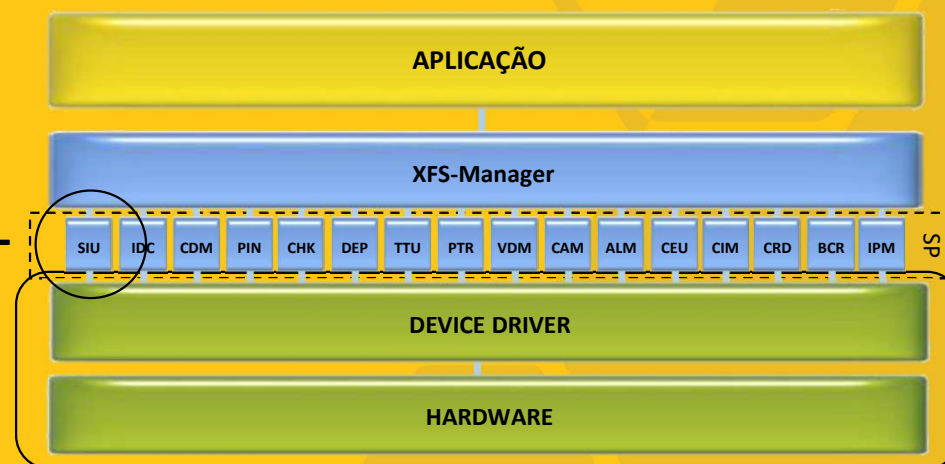 APLICAÇÃO
XFS-Manager
SIU IDC CDM PIN CHK DEP TTU PTR VDM CAM ALM CEU CIM CRD BCR IPM SP
DEVICE DRIVER
HARDWARE